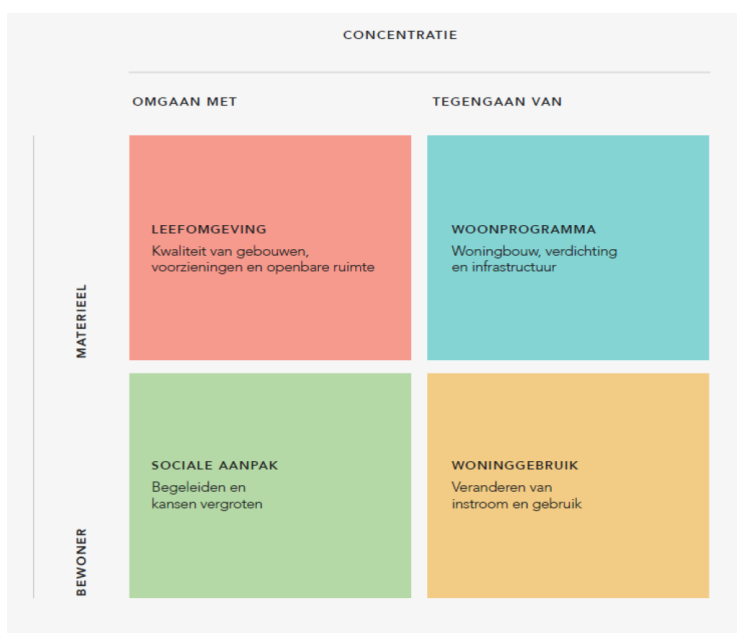 CONCENTRATIE
OMGAAN MET
TEGENGAAN VAN
MATERIEEL
LEEFOMGEVING
Kwaliteit van gebouwen,
voorzieningen en openbare ruimte
WOONPROGRAMMA
Woningbouw, verdichting
en infrastructuur
BEWONER
SOCIALE AANPAK
Begeleiden en
kansen vergroten
WONINGGEBRUIK
Veranderen van
instroom en gebruik